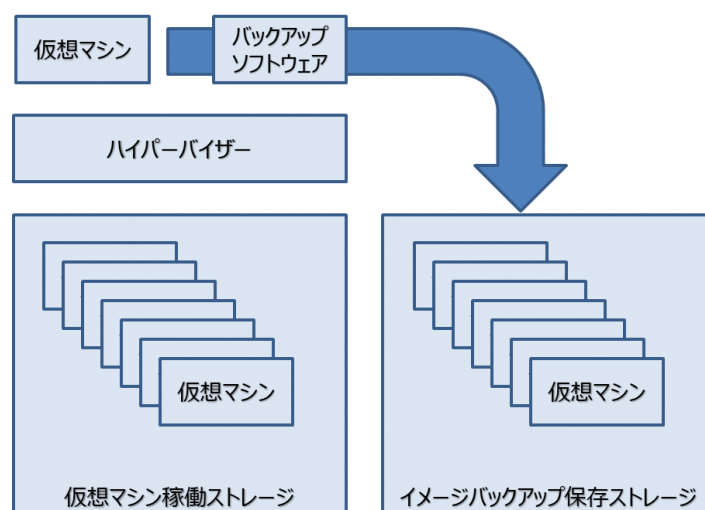 仮想マシン
バックアップ
ソフトウェア
ハイパーバイザー
仮想マシン
仮想マシン稼働ストレージ
仮想マシン
イメージバックアップ保存ストレージ